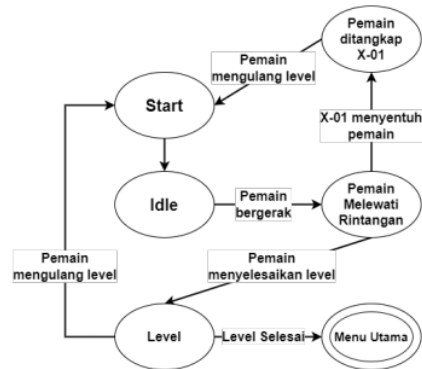 Pemain
ditangkap
X-01
Pemain
mengulang level
Start
X-01 menyentuh
pemain
Idle
Pemain
bergerak
Pemain
Melewati
Rintangan
Pemain
mengulang level
Pemain
menyelesaikan level
Level
Level Selesai
Menu Utama